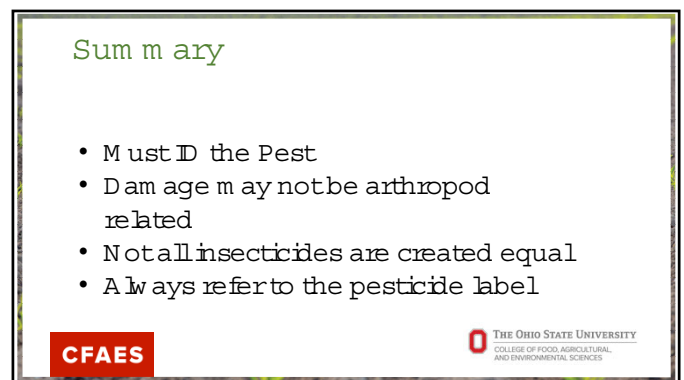 Summary
• Must ID the Pest
• Damage may not be arthropod
related
• Not all insecticides are created equal
• Always refer to the pesticide label
CFAES
THE OHIO STATE UNIVERSITY
COLLEGE OF FOOD, AGRICULTURAL,
AND ENVIRONMENTAL SCIENCES